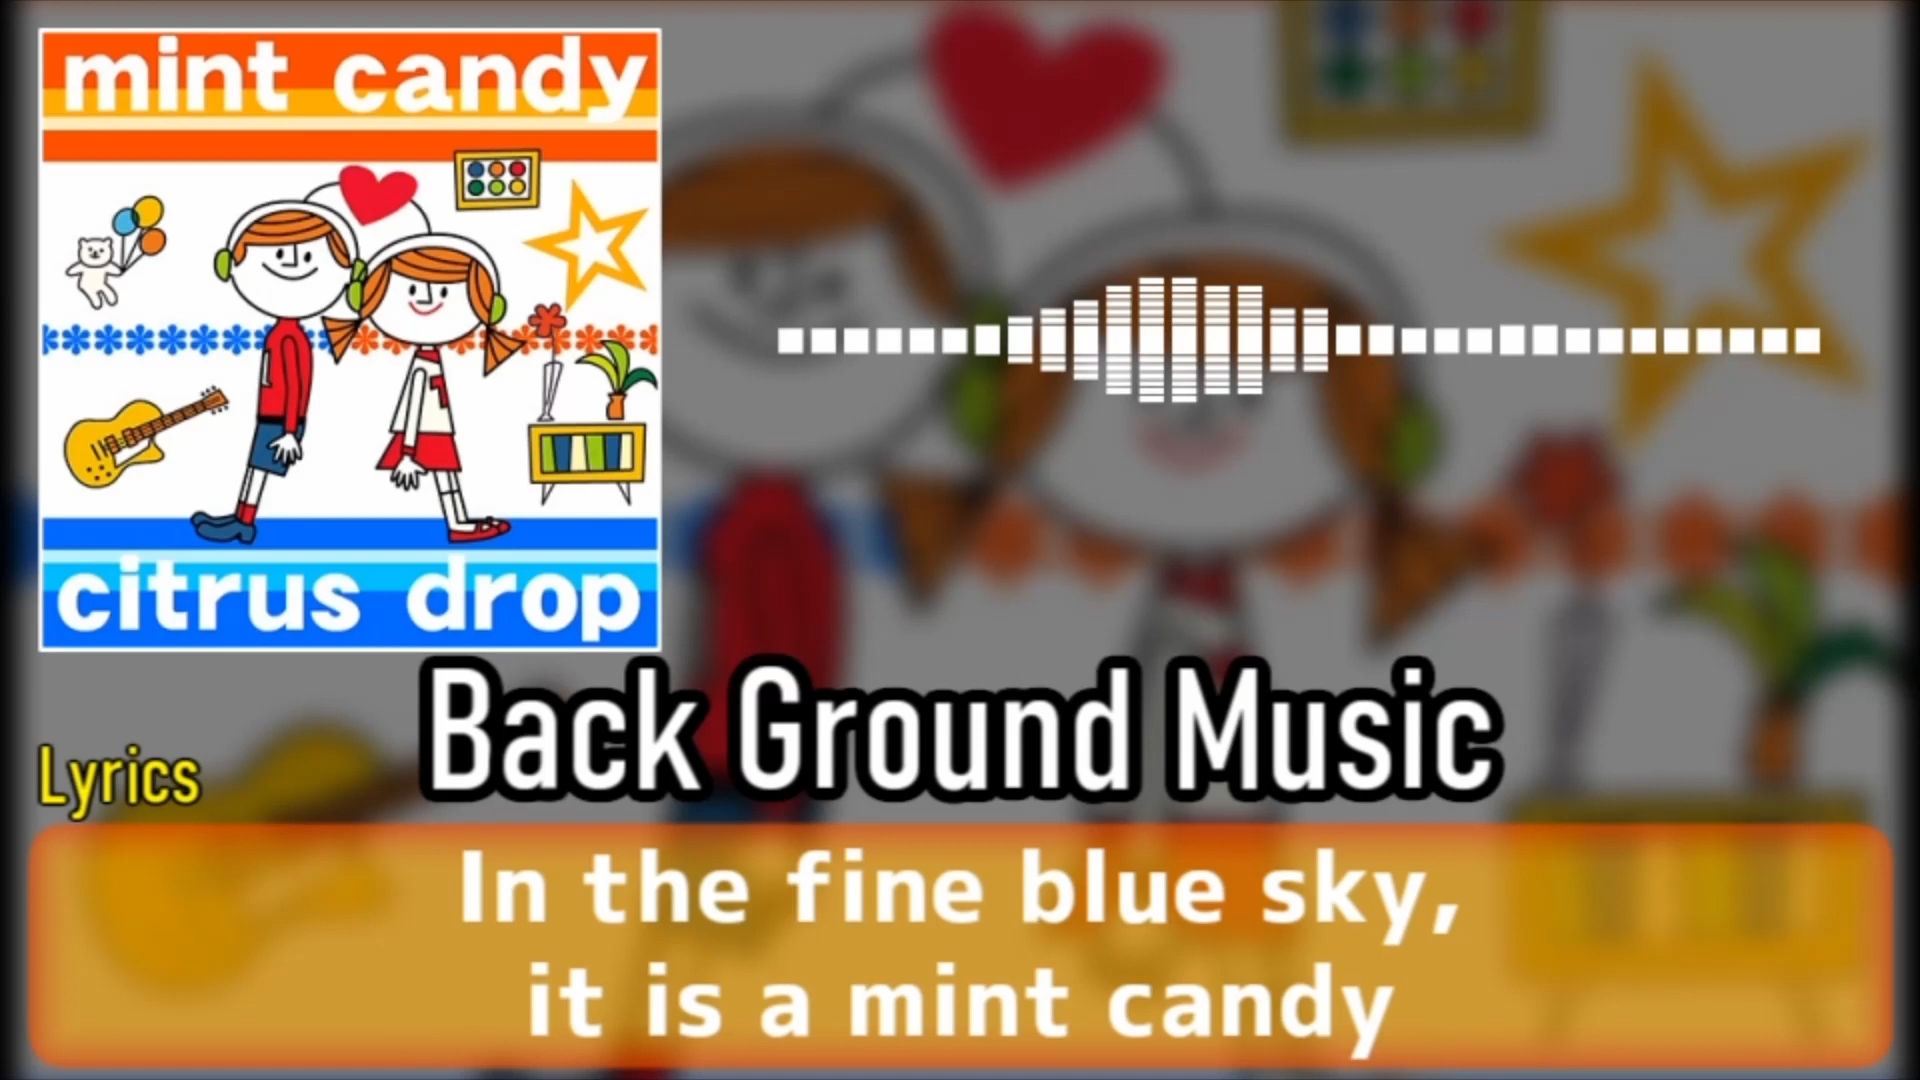 mint candy
citrus drop
Back Ground Music
Lyrics
In the fine blue sky,
it is a mint candy